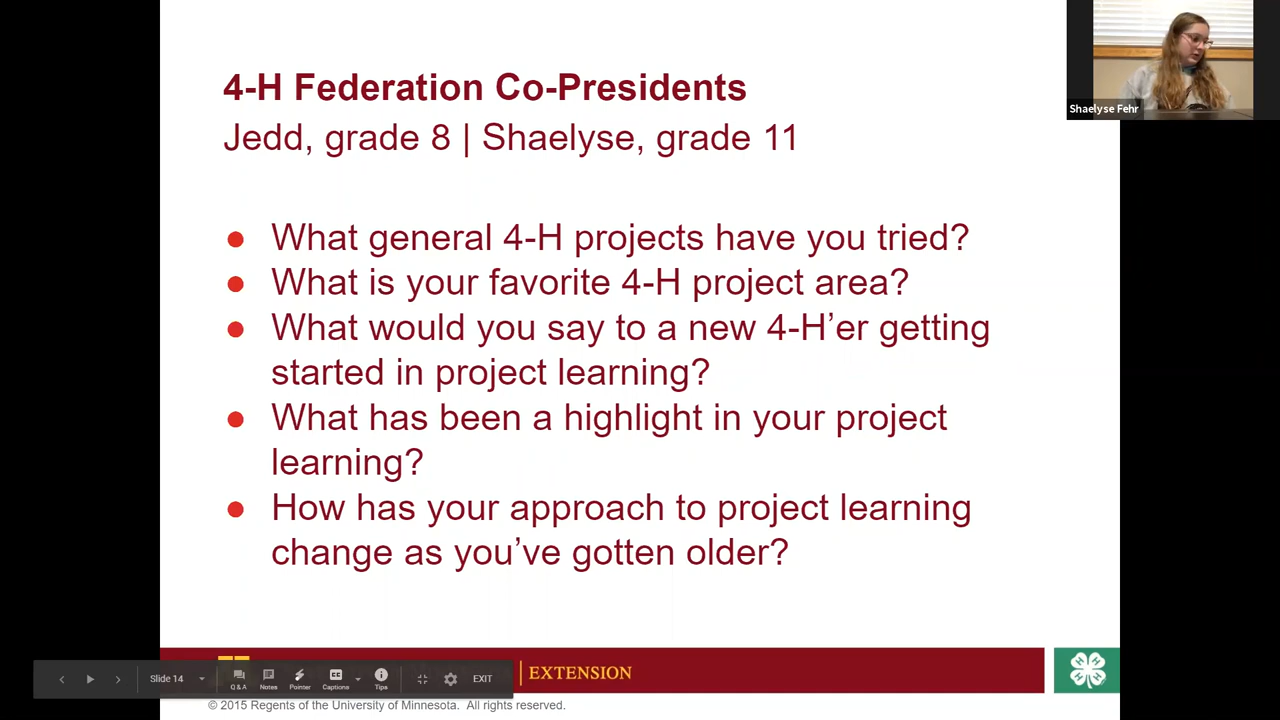 4-H Federation Co-Presidents
Jedd, grade 8 | Shaelyse, grade 11
Shaelyse Fehr
● What general 4-H projects have you tried?
● What is your favorite 4-H project area?
● What would you say to a new 4-H’er getting
started in project learning?
● What has been a highlight in your project
learning?
● How has your approach to project learning
change as you’ve gotten older?
EXTENSION
Slide 14
Q & A
Notes
Pointer
Captions
Tips
EXIT
H H H H
© 2015 Regents of the University of Minnesota. All rights reserved.